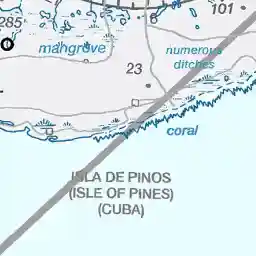 285
101
o
mangrove
numerous
ditches
23
coral
ISLA DE PINOS
(ISLE OF PINES)
(CUBA)